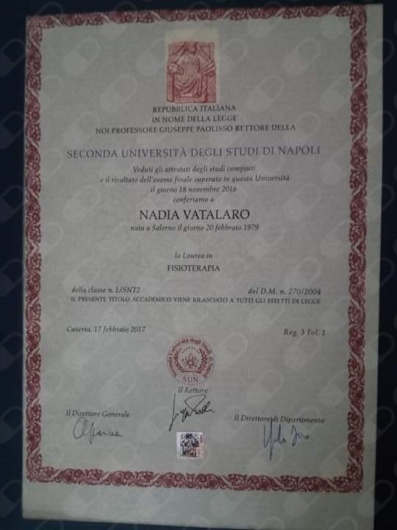 REPUBBLICA ITALIANA
IN NOME DELLA LEGGE
NOI PROFESSORE GIUSEPPE PAOLISSO RETTORE DELLA
SECONDA UNIVERSITÀ DEGLI STUDI DI NAPOLI
Veduti gli attestati degli studi compiuti
e il risultato dell'esame finale superato in questa Università
il giorno 18 novembre 2016
conferiamo a
NADIA VATALARO
nata a Salerno il giorno 20 febbraio 1979
la Laurea in
FISIOTERAPIA
della classe n. L/SNT2 del D.M. n. 270/2004
IL PRESENTE TITOLO ACCADEMICO VIENE RILASCIATO A TUTTI GLI EFFETTI DI LEGGE
Caserta, 17 febbraio 2017 Reg. 3 Fol. 1
SUN
Il Rettore
Il Direttore Generale Il Direttore di Dipartimento